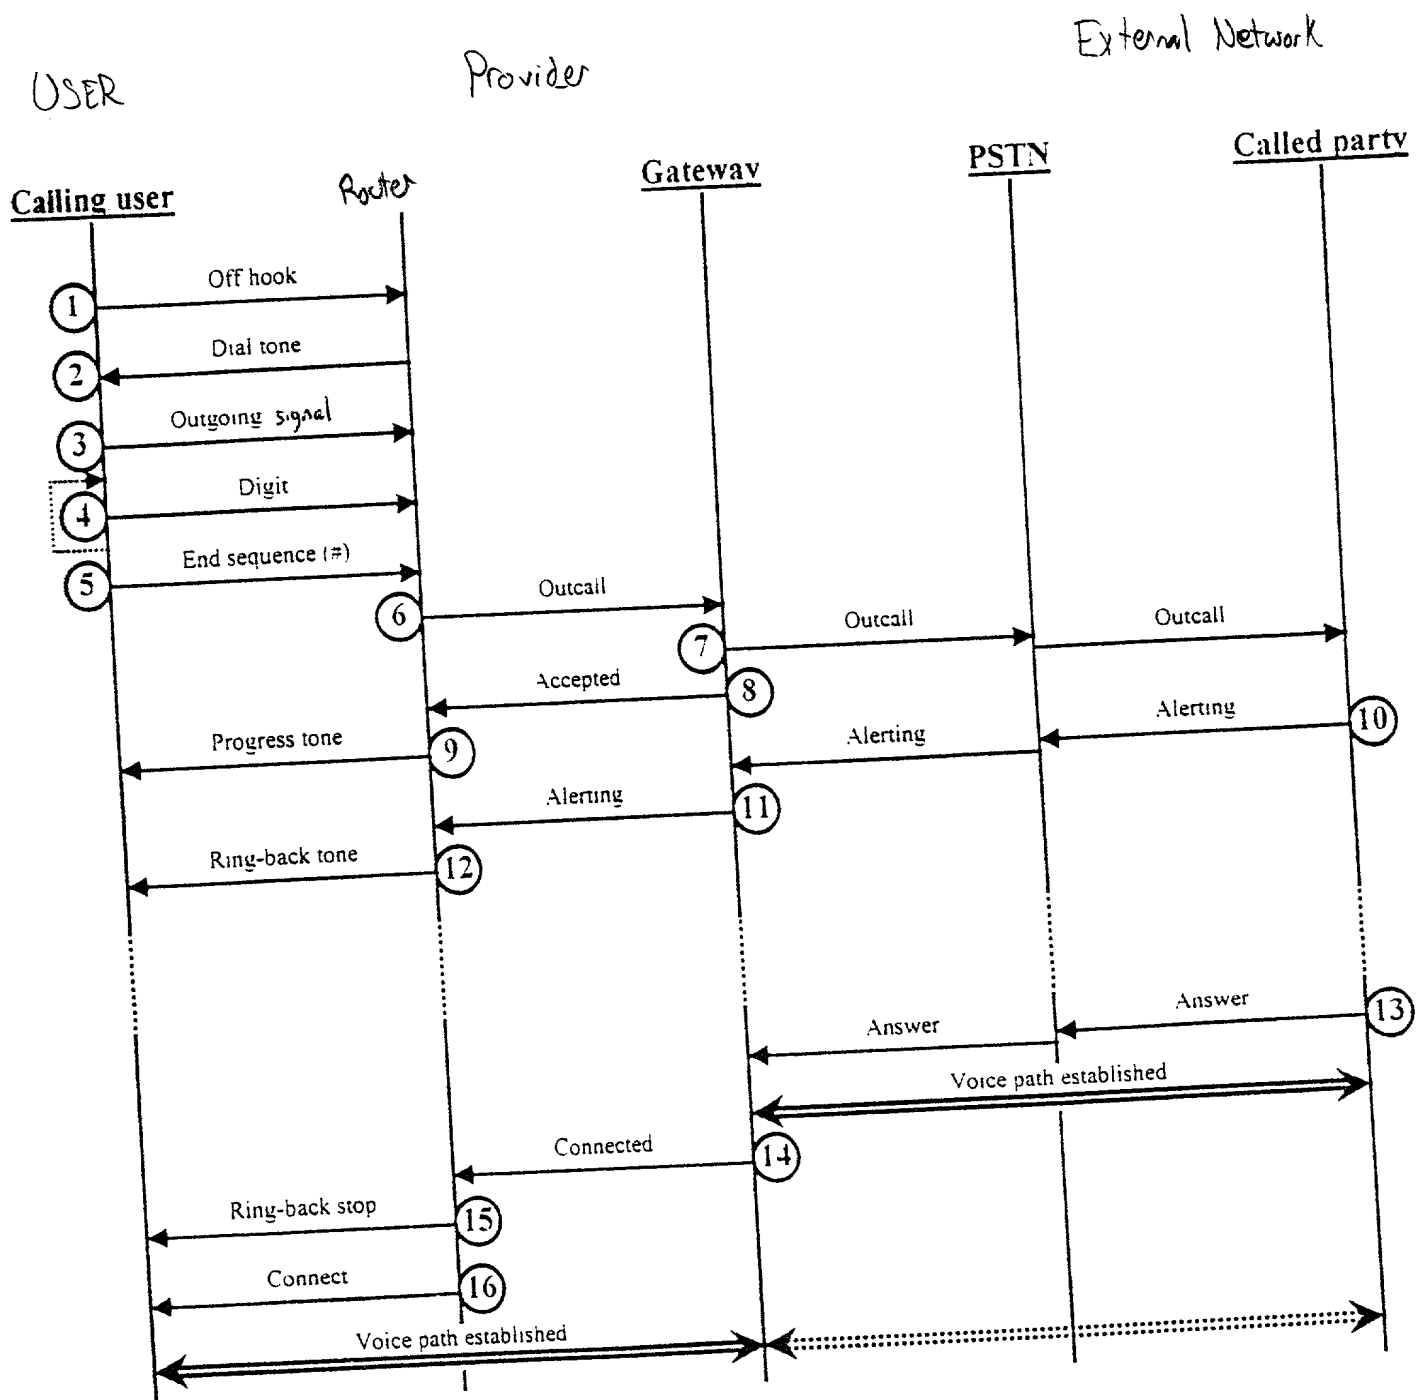 External Network
USER
Provider
Called party
PSTN
Gateway
Router
Calling user
Off hook
1
Dial tone
2
Outgoing signal
3
Digit
4
End sequence (#)
5
Outcall
6
Outcall
Outcall
7
Accepted
8
Alerting
10
Alerting
Progress tone
9
Alerting
11
Ring-back tone
12
Answer
13
Answer
Voice path established
Connected
14
Ring-back stop
15
Connect
16
Voice path established